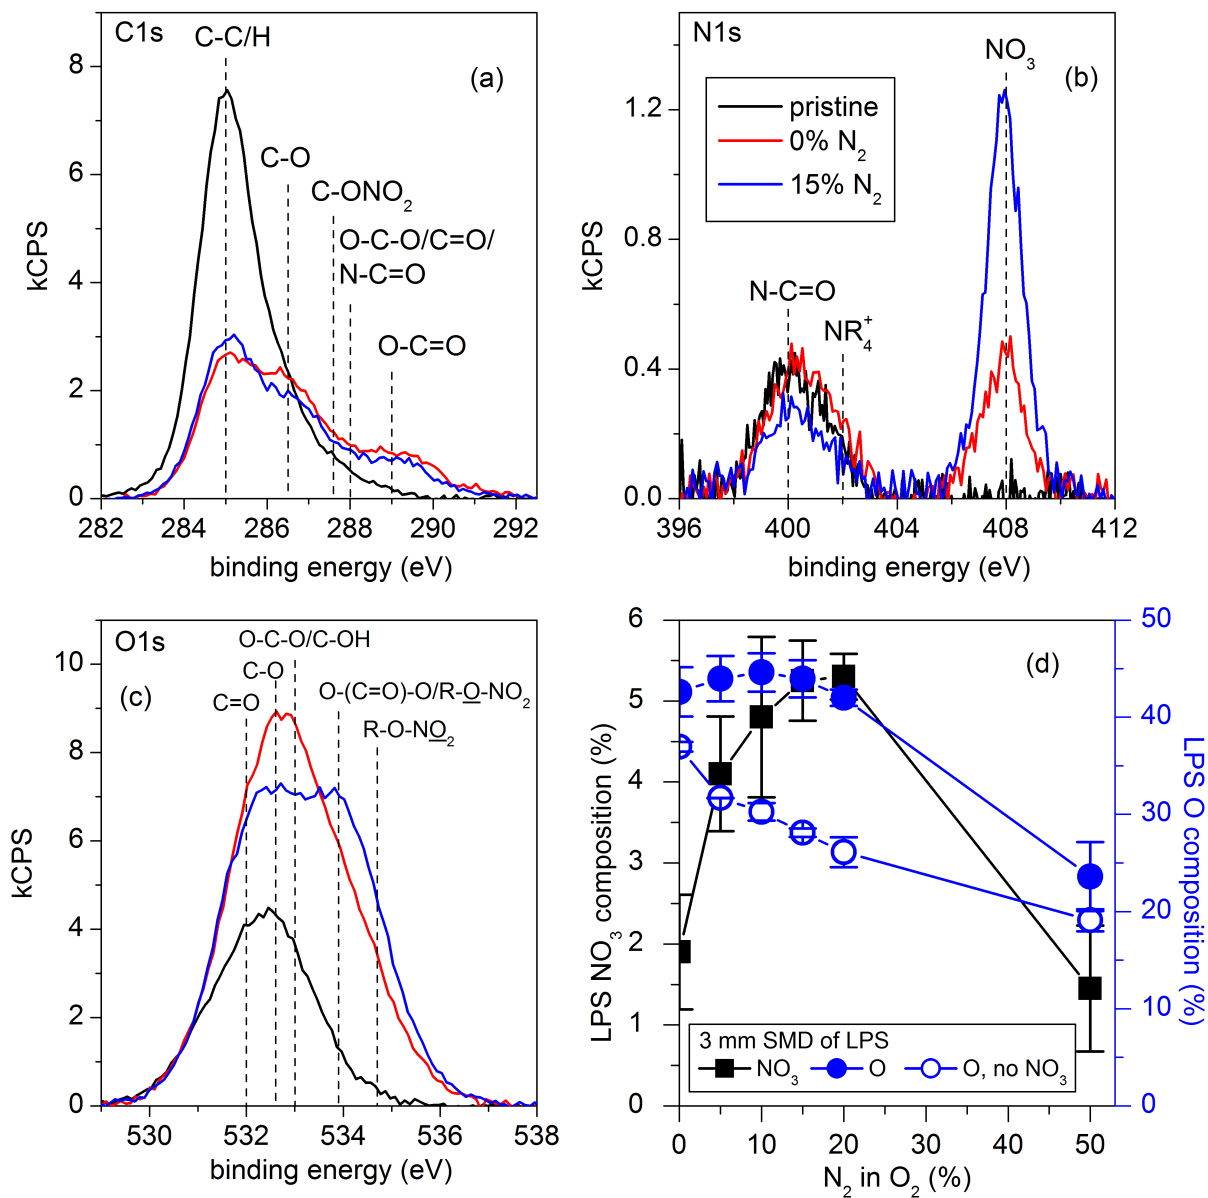 C1s
C-C/H
(a)
C-O
C-ONO₂
O-C-O/C=O/
N-C=O
O-C=O
kCPS
8
6
4
2
0
282 284 286 288 290 292
binding energy (eV)
N1s
NO₃
(b)
pristine
0% N₂
15% N₂
N-C=O
NR₄⁺
kCPS
1.2
0.8
0.4
0.0
396 400 404 408 412
binding energy (eV)
O1s
O-C-O/C-OH
C-O
(c)
C=O
O-(C=O)-O/R-O-NO₂
R-O-NO₂
kCPS
10
8
6
4
2
0
530 532 534 536 538
binding energy (eV)
(d)
LPS NO₃ composition (%)
6
5
4
3
2
1
0
LPS O composition (%)
50
40
30
20
10
0
3 mm SMD of LPS
NO₃ O O, no NO₃
0 10 20 30 40 50
N₂ in O₂ (%)